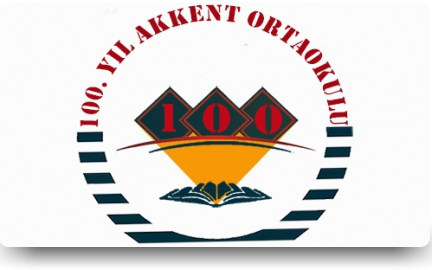 100. YIL AKKENT ORTAOKULU
100